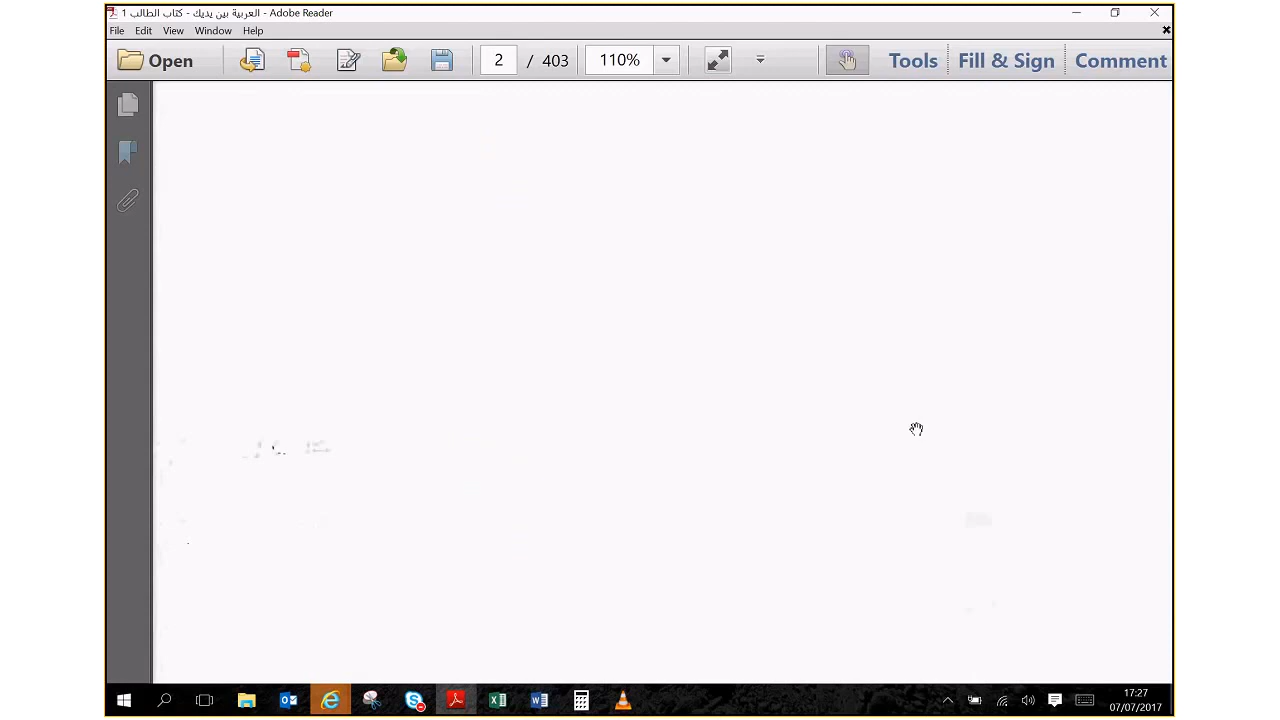 العربية بين يديك - كتاب الطالب 1 - Adobe Reader
File Edit View Window Help
Open 2 / 403 110% Tools Fill & Sign Comment
17:27
07/07/2017